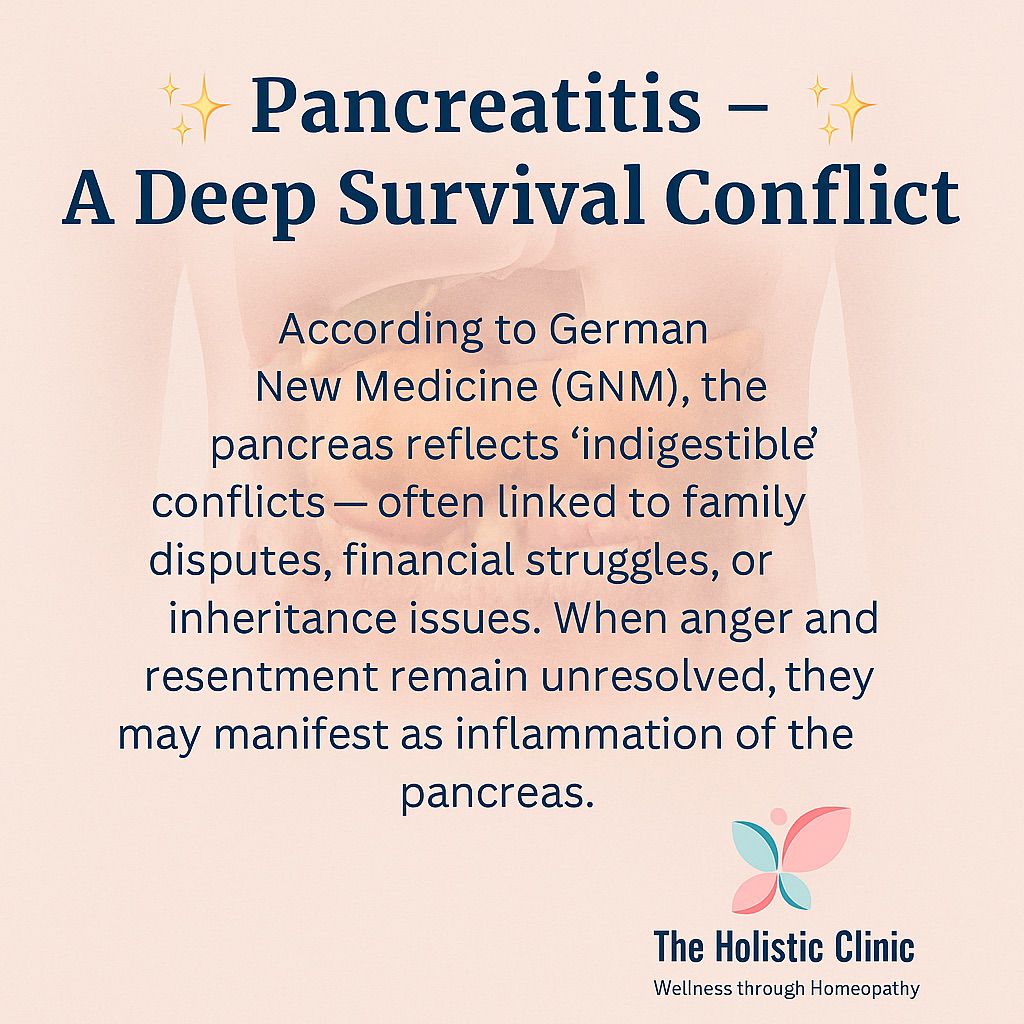 ✨ Pancreatitis – ✨
A Deep Survival Conflict
According to German
New Medicine (GNM), the
pancreas reflects ‘indigestible’
conflicts — often linked to family
disputes, financial struggles, or
inheritance issues. When anger and
resentment remain unresolved, they
may manifest as inflammation of the
pancreas.
The Holistic Clinic
Wellness through Homeopathy